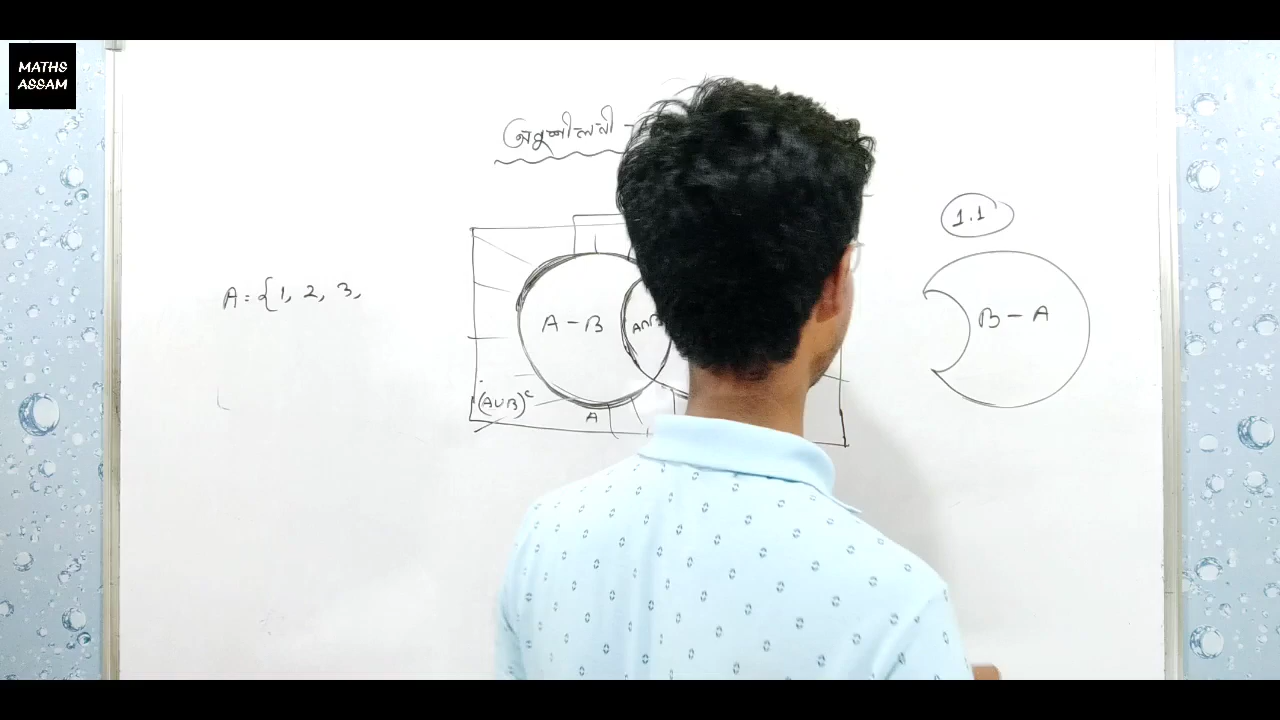 MATHS
ASSAM
অনুশীলনী -
1.1
A = {1, 2, 3,
A - B
A∩B
B - A
(A∪B)ᶜ
A